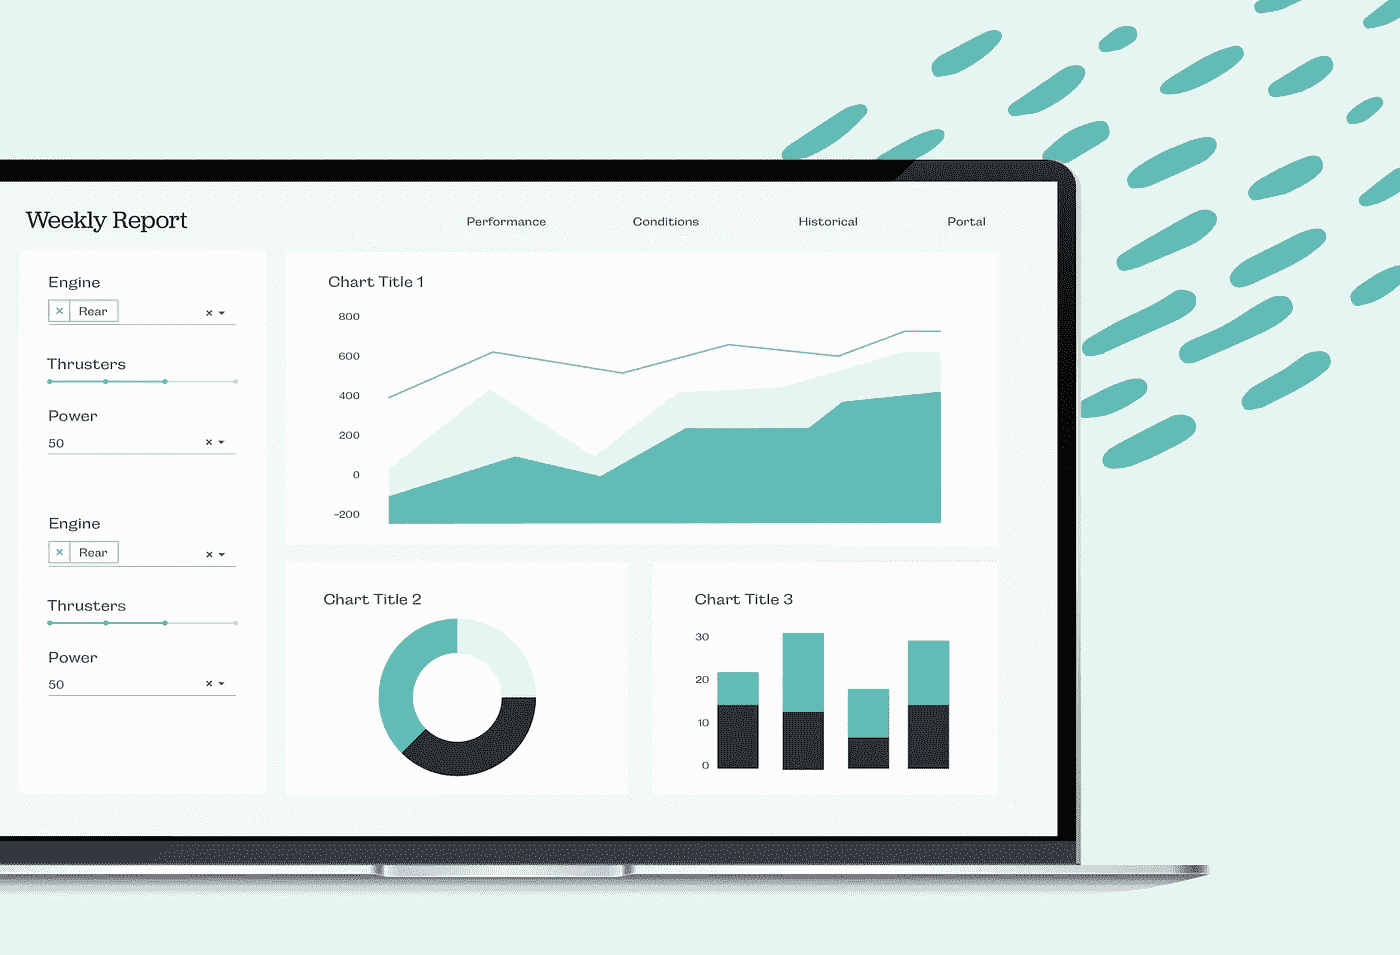 Weekly Report
Performance
Conditions
Historical
Portal
Engine
× Rear
× 
Thrusters
Power
50
×
Engine
× Rear
×
Thrusters
Power
50
×
Chart Title 1
800
600
400
200
0
-200
Chart Title 2
Chart Title 3
30
20
10
0